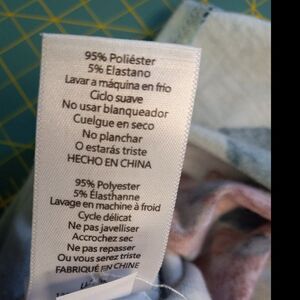 95% Poliéster
5% Elastano
Lavar a máquina en frío
Ciclo suave
No usar blanqueador
Cuelgue en seco
No planchar
O estarás triste
HECHO EN CHINA
95% Polyester
5% Élasthanne
Lavage en machine à froid
Cycle délicat
Ne pas javelliser
Accrochez sec
Ne pas repasser
Ou vous serez triste
FABRIQUÉ EN CHINE